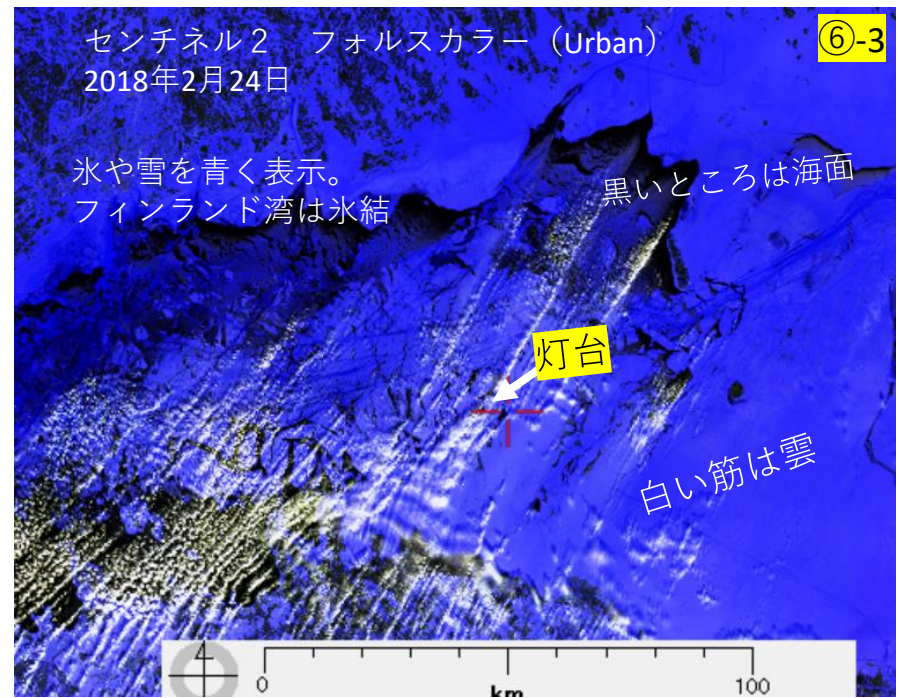 センチネル２　フォルスカラー（Urban）
2018年2月24日
⑥-3
氷や雪を青く表示。
フィンランド湾は氷結
黒いところは海面
灯台
白い筋は雲
0
100
km